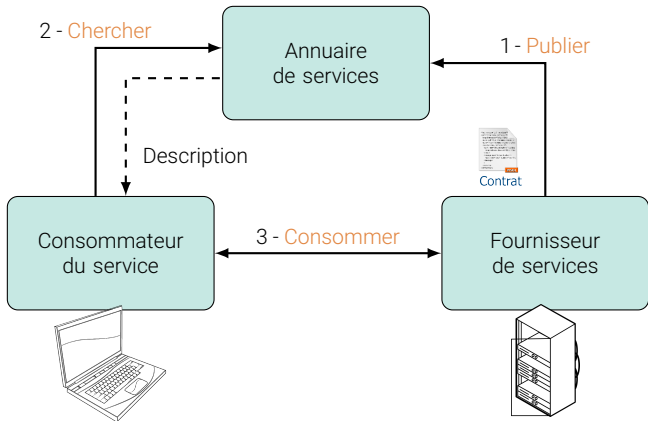 2 - Chercher
1 - Publier
Annuaire
de services
Description
Contrat
Consommateur
du service
3 - Consommer
Fournisseur
de services